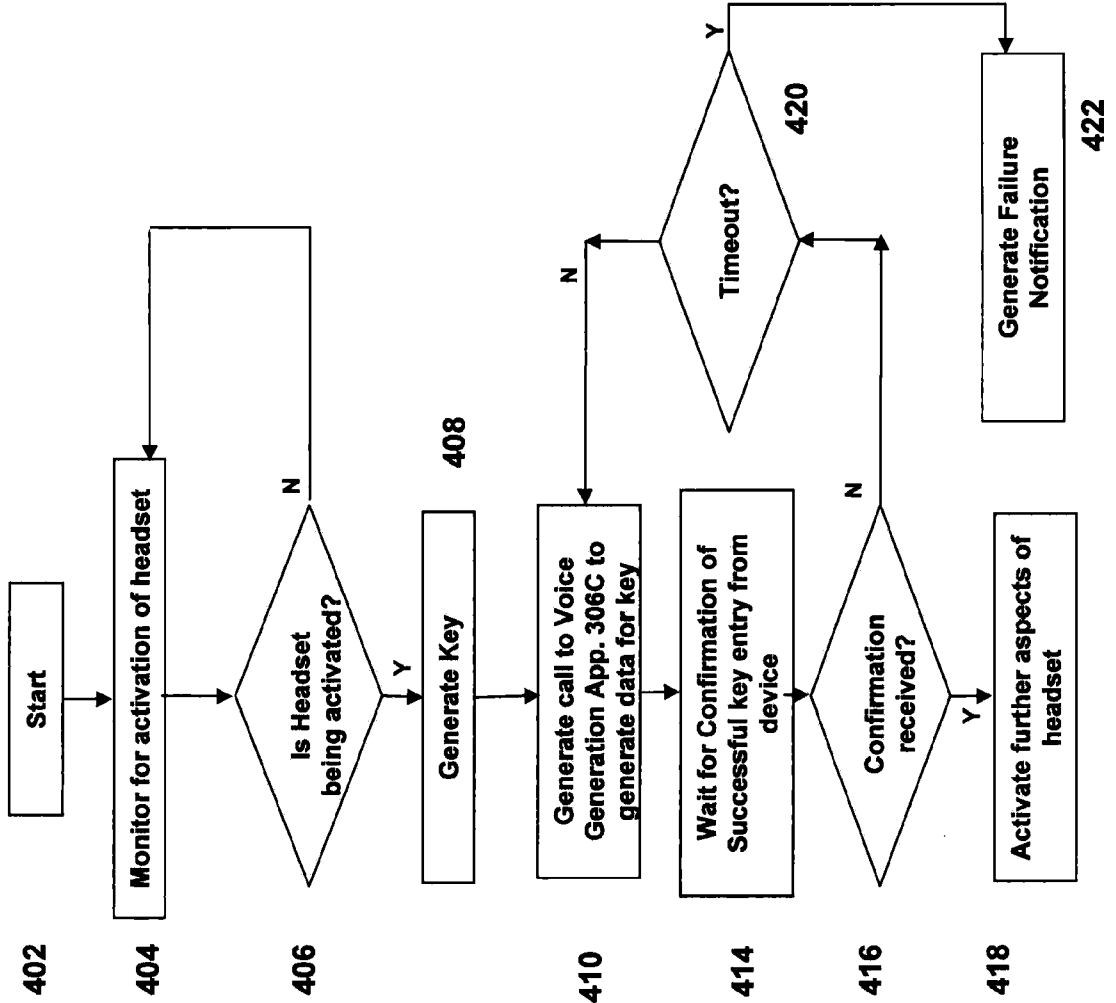 402
Start
404
Monitor for activation of headset
406
Is Headset
being activated?
N
Y
408
Generate Key
410
Generate call to Voice
Generation App. 306C to
generate data for key
414
Wait for Confirmation of
Successful key entry from
device
416
Confirmation
received?
N
Y
418
Activate further aspects of
headset
Timeout?
420
N
Y
Generate Failure
Notification
422